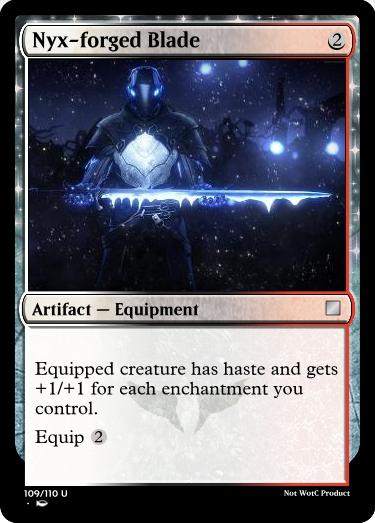 Nyx-forged Blade 2
Artifact — Equipment
Equipped creature has haste and gets
+1/+1 for each enchantment you
control.
Equip 2
109/110 U
Not WotC Product